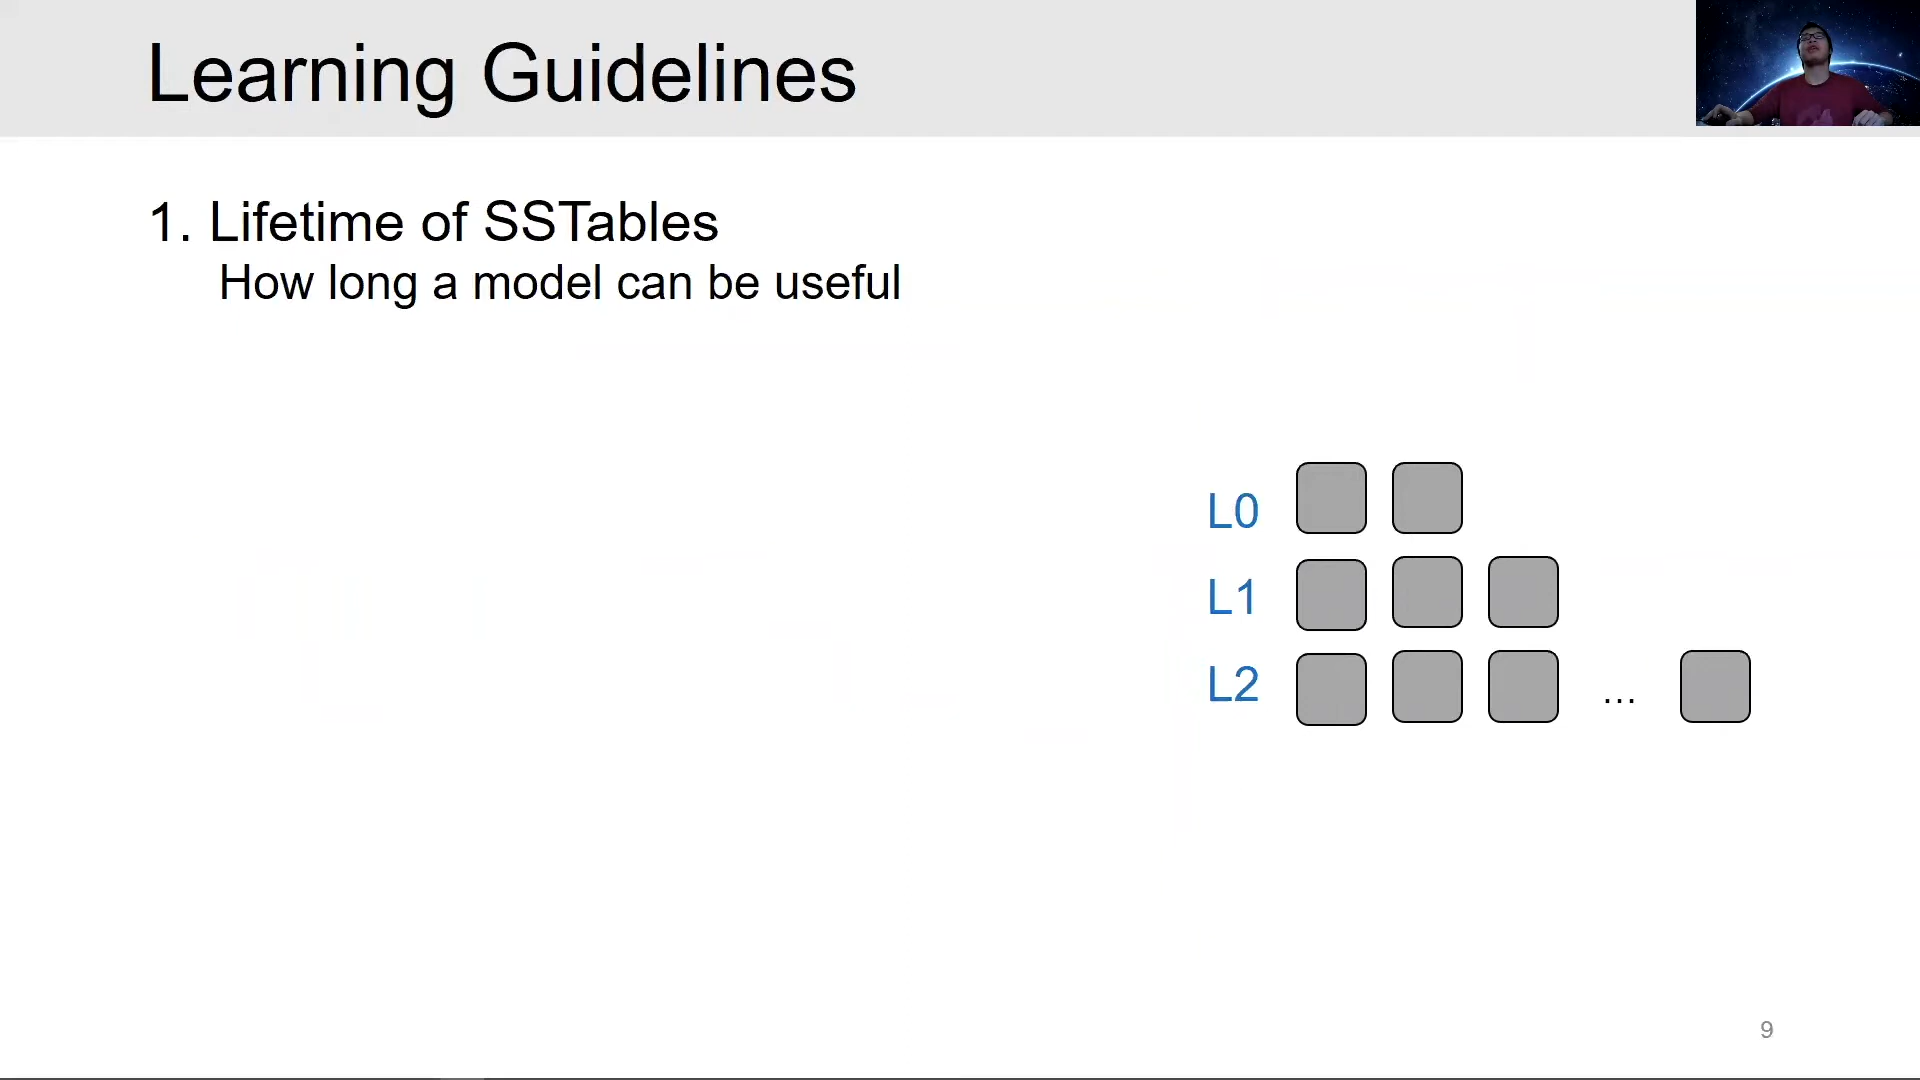 Learning Guidelines
1. Lifetime of SSTables
How long a model can be useful
L0
L1
L2
...
9